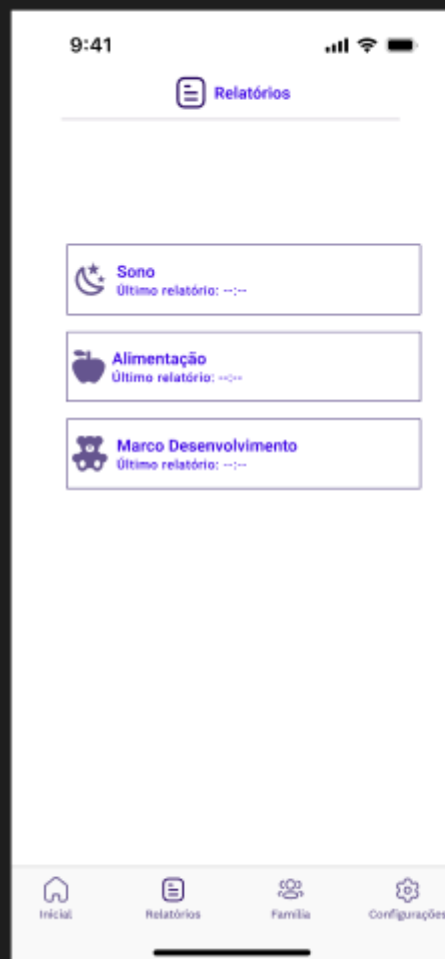 9:41
Relatórios
Sono
Último relatório: --:--
Alimentação
Último relatório: --:--
Marco Desenvolvimento
Último relatório: --:--
Inicial
Relatórios
Família
Configurações